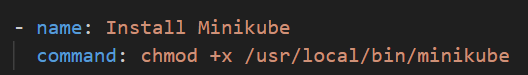 - name: Install Minikube
command: chmod +x /usr/local/bin/minikube